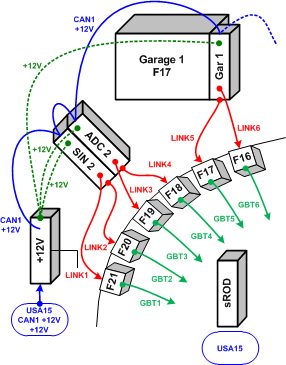 CAN1
+12V
Garage 1
F17
Gar 1
+12V
ADC 2
SIN 2
+12V
+12V
LINK5
LINK6
LINK4
LINK3
LINK2
LINK1
F16
F17
F18
F19
F20
F21
GBT6
GBT5
GBT4
GBT3
GBT2
GBT1
CAN1
+12V
+12V
USA15
CAN1 +12V
+12V
sROD
USA15